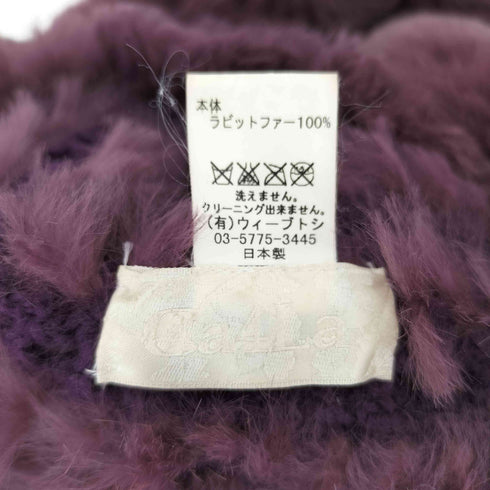 本体
ラビットファー100%
洗えません。
クリーニング出来ません。
(有)ウィーブトシ
03-5775-3445
日本製
Ca4La